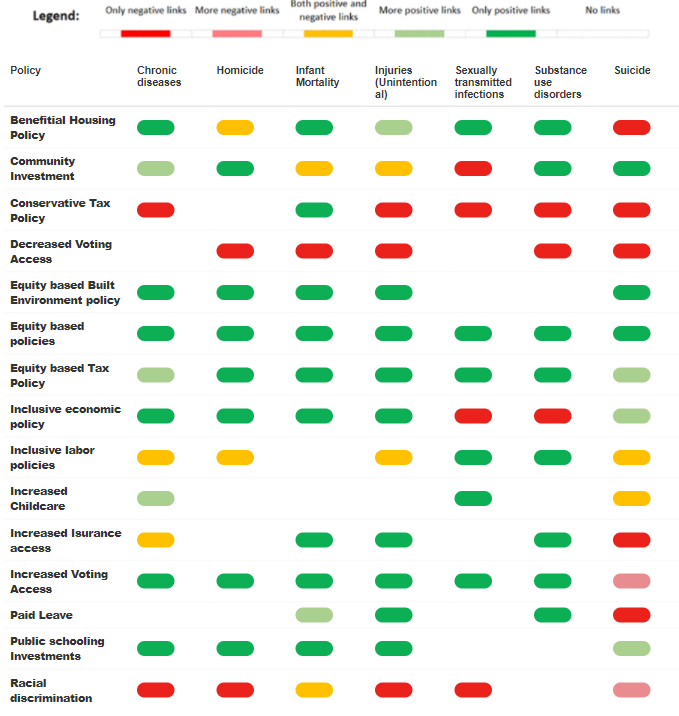 Legend:
Only negative links
More negative links
Both positive and
negative links
More positive links
Only positive links
No links
Policy
Chronic
diseases
Homicide
Infant
Mortality
Injuries
(Unintention
al)
Sexually
transmitted
infections
Substance
use
disorders
Suicide
Benefitial Housing
Policy
Community
Investment
Conservative Tax
Policy
Decreased Voting
Access
Equity based Built
Environment policy
Equity based
policies
Equity based Tax
Policy
Inclusive economic
policy
Inclusive labor
policies
Increased
Childcare
Increased Isurance
access
Increased Voting
Access
Paid Leave
Public schooling
Investments
Racial
discrimination